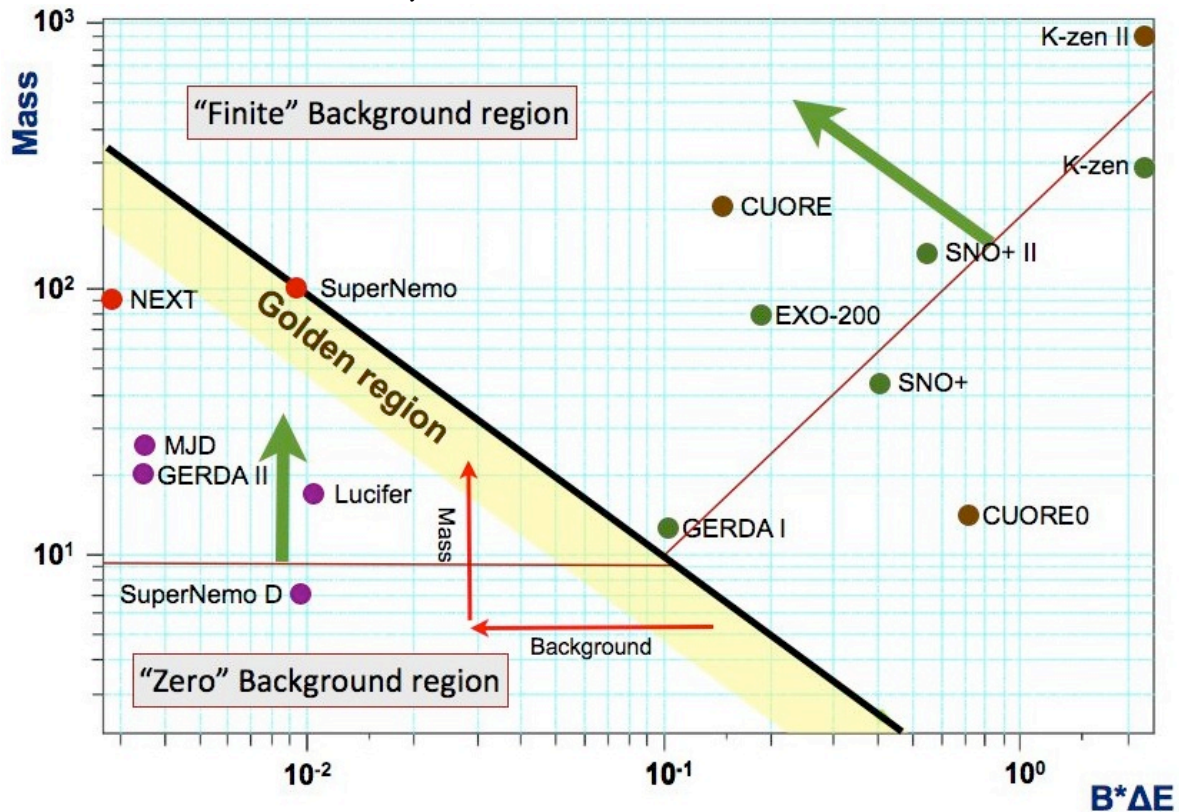 10³
K-zen II
"Finite" Background region
Mass
K-zen
CUORE
SNO+ II
10²
SuperNemo
NEXT
EXO-200
Golden region
SNO+
MJD
GERDA II
Lucifer
Mass
CUORE0
GERDA I
10¹
SuperNemo D
Background
"Zero" Background region
10⁻²
10⁻¹
10⁰
B*ΔE